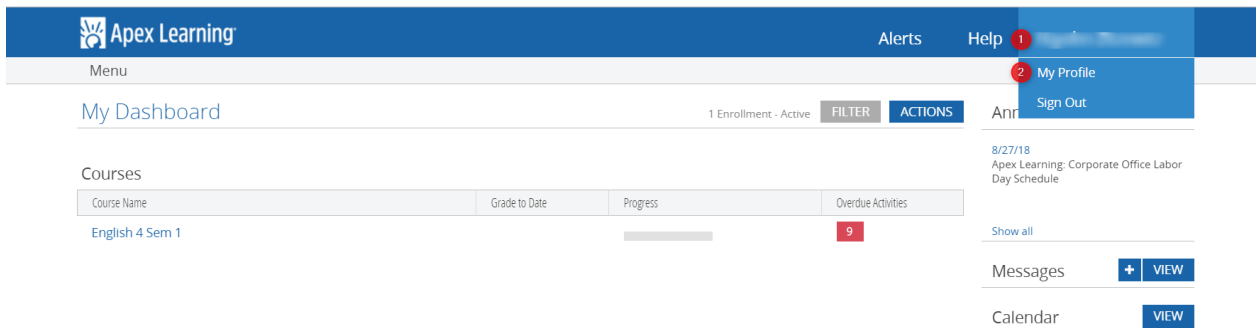 Apex Learning
Alerts Help 1
Menu
2 My Profile
Sign Out
My Dashboard
1 Enrollment - Active FILTER ACTIONS
Ann
8/27/18
Apex Learning: Corporate Office Labor
Day Schedule
Courses
Course Name Grade to Date Progress Overdue Activities
English 4 Sem 1 9
Show all
Messages + VIEW
Calendar VIEW